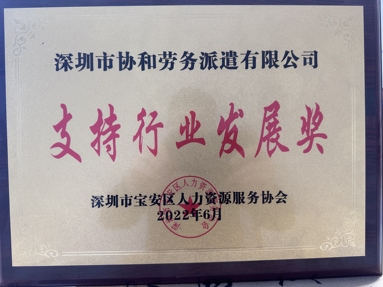 深圳市协和劳务派遣有限公司
支持行业发展奖
深圳市宝安区人力资源服务协会
2022年6月